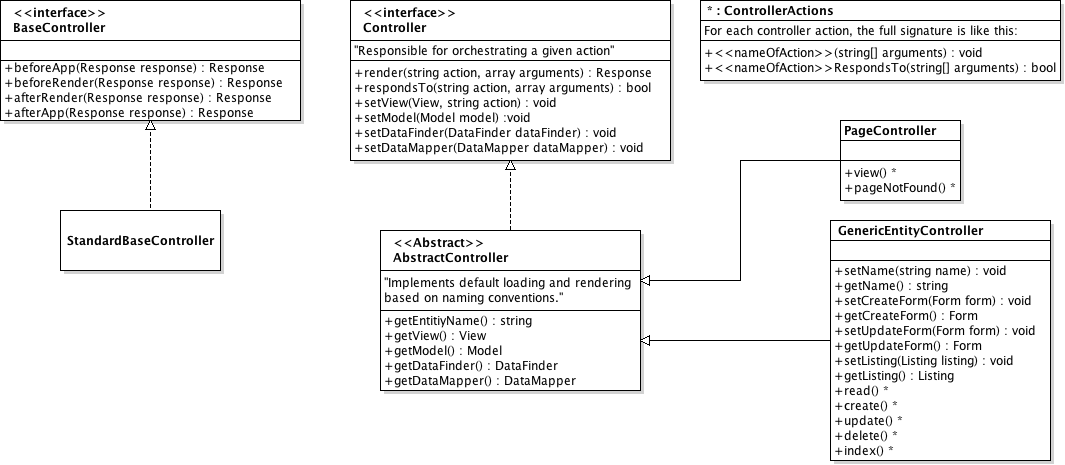 <<interface>>
BaseController
+beforeApp(Response response) : Response
+beforeRender(Response response) : Response
+afterRender(Response response) : Response
+afterApp(Response response) : Response
StandardBaseController
<<interface>>
Controller
"Responsible for orchestrating a given action"
+render(string action, array arguments) : Response
+respondsTo(string action, array arguments) : bool
+setView(View, string action) : void
+setModel(Model model) :void
+setDataFinder(DataFinder dataFinder) : void
+setDataMapper(DataMapper dataMapper) : void
<<Abstract>>
AbstractController
"Implements default loading and rendering
based on naming conventions."
+getEntitiyName() : string
+getView() : View
+getModel() : Model
+getDataFinder() : DataFinder
+getDataMapper() : DataMapper
* : ControllerActions
For each controller action, the full signature is like this:
+<<nameOfAction>>(string[] arguments) : void
+<<nameOfAction>>RespondsTo(string[] arguments) : bool
PageController
+view() *
+pageNotFound() *
GenericEntityController
+setName(string name) : void
+getName() : string
+setCreateForm(Form form) : void
+getCreateForm() : Form
+setUpdateForm(Form form) : void
+getUpdateForm() : Form
+setListing(Listing listing) : void
+getListing() : Listing
+read() *
+create() *
+update() *
+delete() *
+index() *